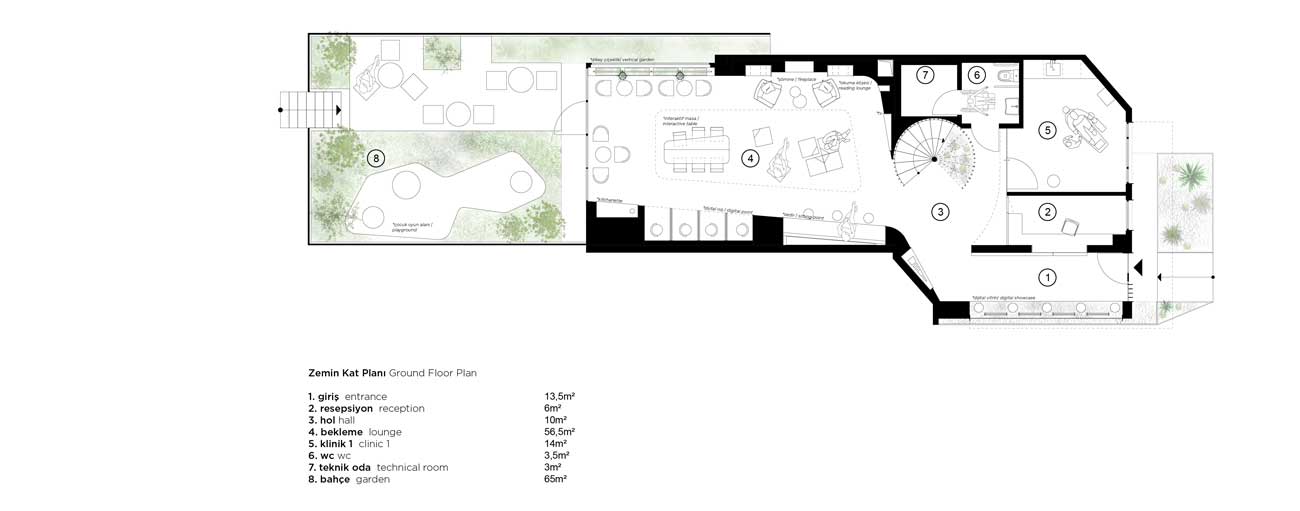 *dikey çiçeklik/ vertical garden
*şömine / fireplace
*okuma köşesi /
reading lounge
*interaktif masa /
interactive table
7
6
5
4
8
3
2
1
*kitchenette
*dijital nişi / digital point
*sedir / sitting point
*çocuk oyun alanı /
playground
*dijital vitrin/ digital showcase
Zemin Kat Planı Ground Floor Plan
1. giriş entrance 13,5m²
2. resepsiyon reception 6m²
3. hol hall 10m²
4. bekleme lounge 56,5m²
5. klinik 1 clinic 1 14m²
6. wc wc 3,5m²
7. teknik oda technical room 3m²
8. bahçe garden 65m²